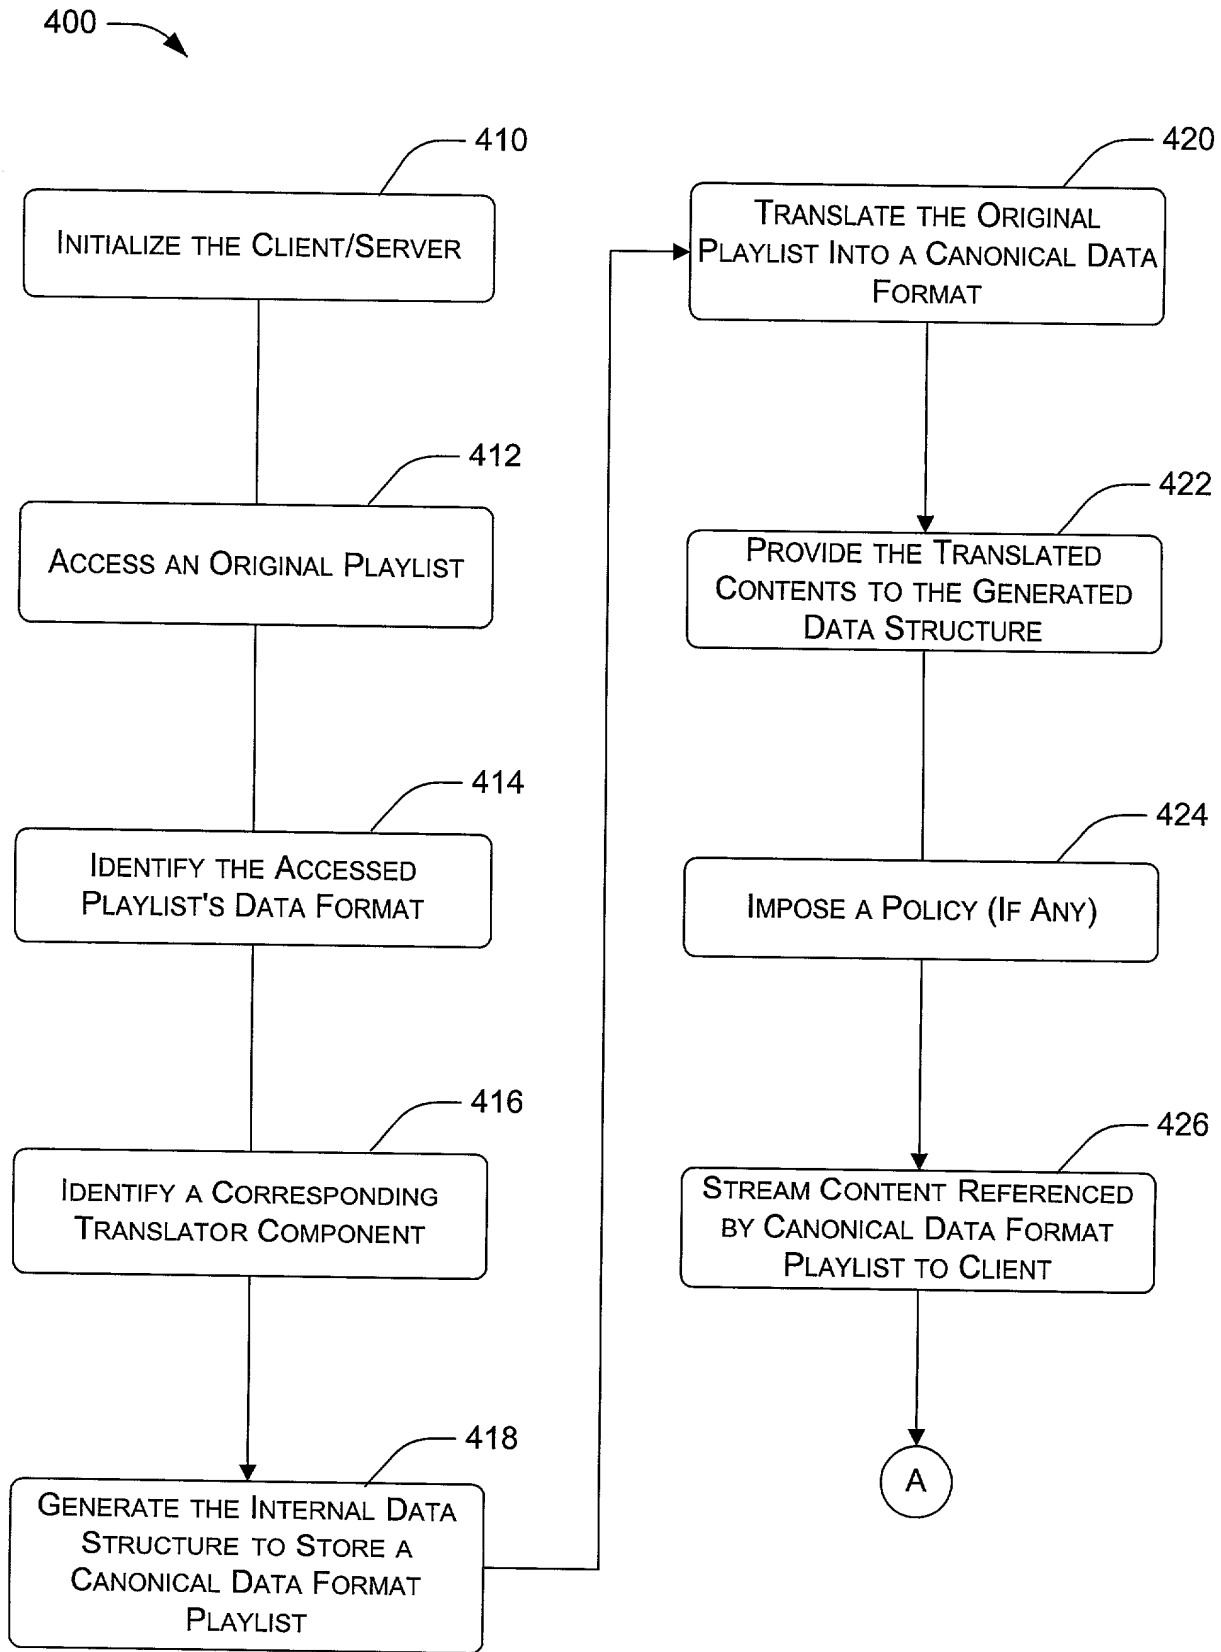 400
410
INITIALIZE THE CLIENT/SERVER
412
ACCESS AN ORIGINAL PLAYLIST
414
IDENTIFY THE ACCESSED
PLAYLIST'S DATA FORMAT
416
IDENTIFY A CORRESPONDING
TRANSLATOR COMPONENT
418
GENERATE THE INTERNAL DATA
STRUCTURE TO STORE A
CANONICAL DATA FORMAT
PLAYLIST
420
TRANSLATE THE ORIGINAL
PLAYLIST INTO A CANONICAL DATA
FORMAT
422
PROVIDE THE TRANSLATED
CONTENTS TO THE GENERATED
DATA STRUCTURE
424
IMPOSE A POLICY (IF ANY)
426
STREAM CONTENT REFERENCED
BY CANONICAL DATA FORMAT
PLAYLIST TO CLIENT
A